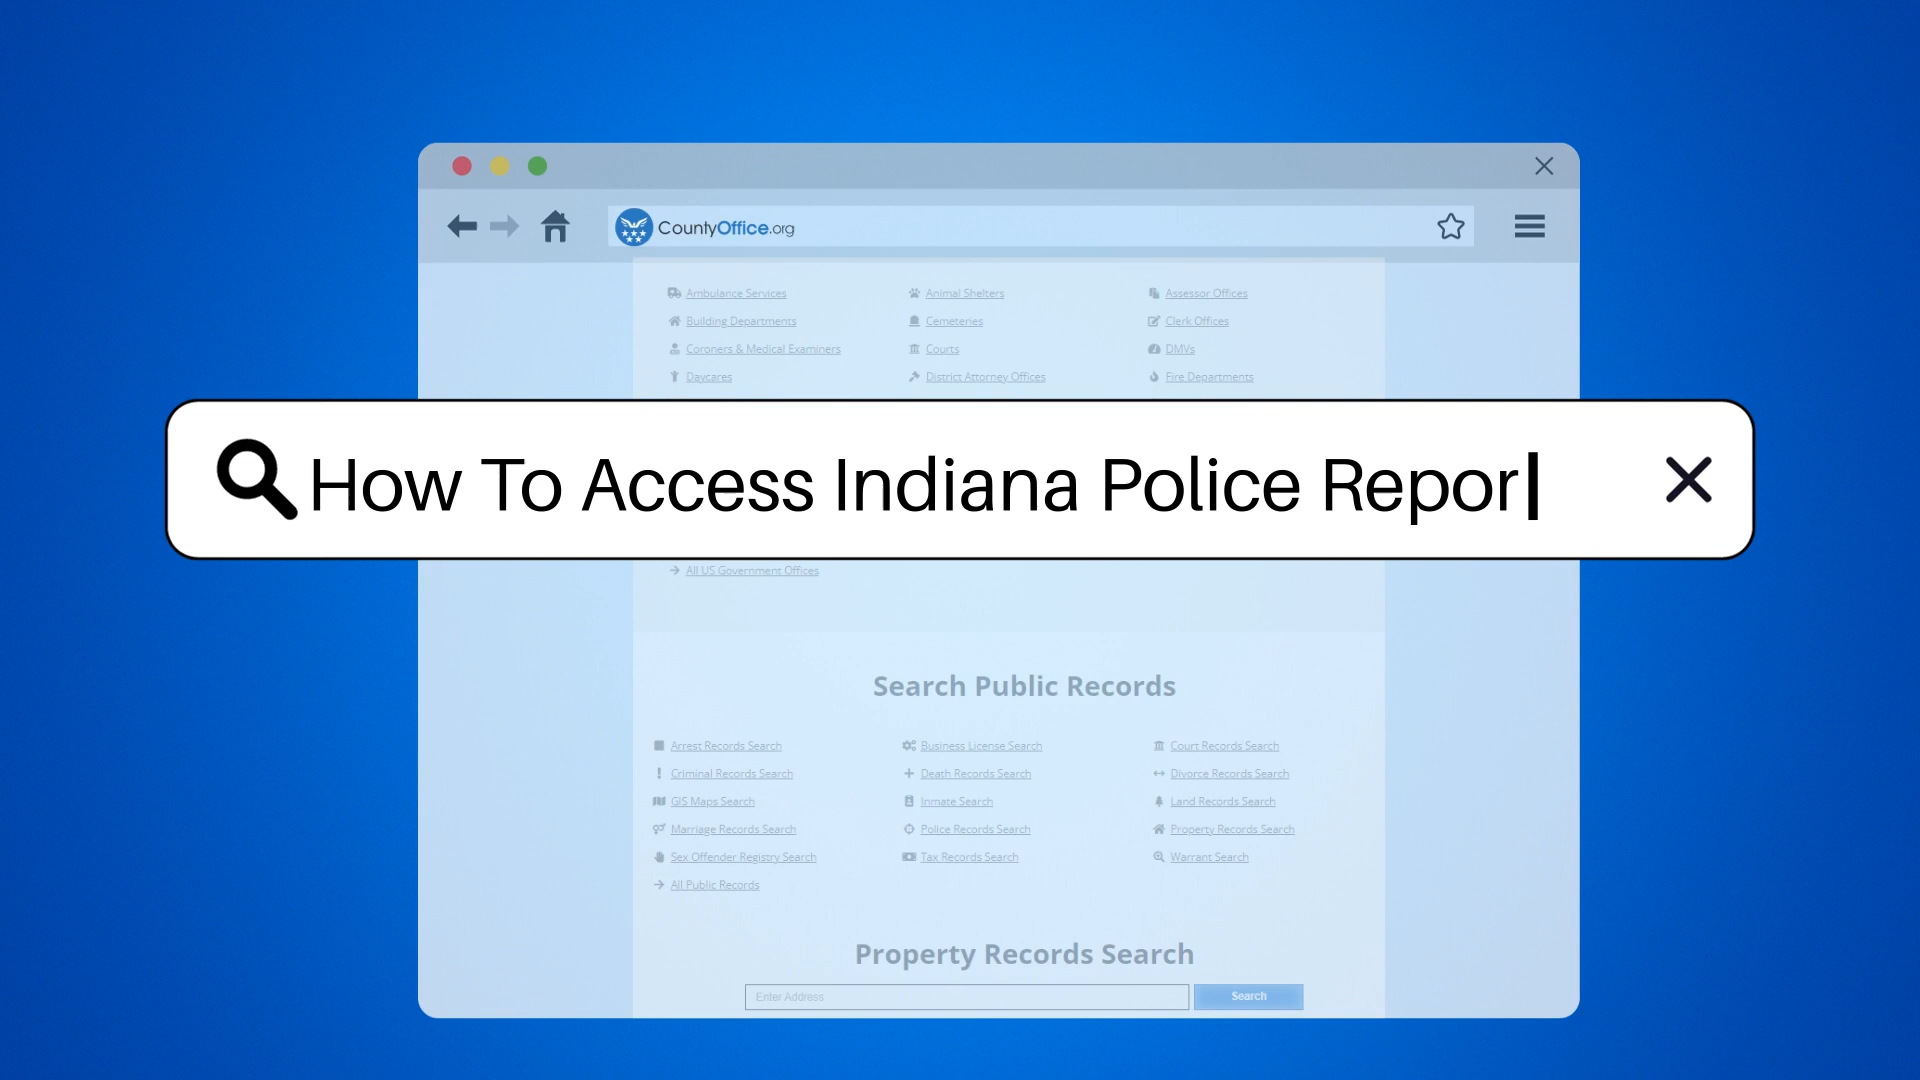 CountyOffice.org
Ambulance Services Animal Shelters Assessor Offices
Building Departments Cemeteries Clerk Offices
Coroners & Medical Examiners Courts DMVs
Daycares District Attorney Offices Fire Departments
How To Access Indiana Police Repor
All US Government Offices
Search Public Records
Arrest Records Search Business License Search Court Records Search
Criminal Records Search Death Records Search Divorce Records Search
GIS Maps Search Inmate Search Land Records Search
Marriage Records Search Police Records Search Property Records Search
Sex Offender Registry Search Tax Records Search Warrant Search
All Public Records
Property Records Search
Enter Address Search